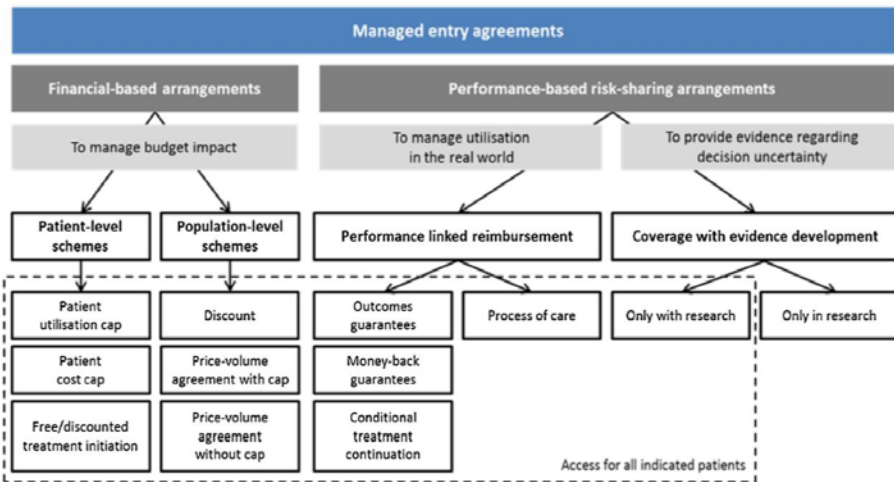 Managed entry agreements
Financial-based arrangements
Performance-based risk-sharing arrangements
To manage budget impact
To manage utilisation
in the real world
To provide evidence regarding
decision uncertainty
Patient-level
schemes
Population-level
schemes
Performance linked reimbursement
Coverage with evidence development
Patient
utilisation cap
Discount
Outcomes
guarantees
Process of care
Only with research
Only in research
Patient
cost cap
Price-volume
agreement with cap
Money-back
guarantees
Free/discounted
treatment initiation
Price-volume
agreement
without cap
Conditional
treatment
continuation
Access for all indicated patients